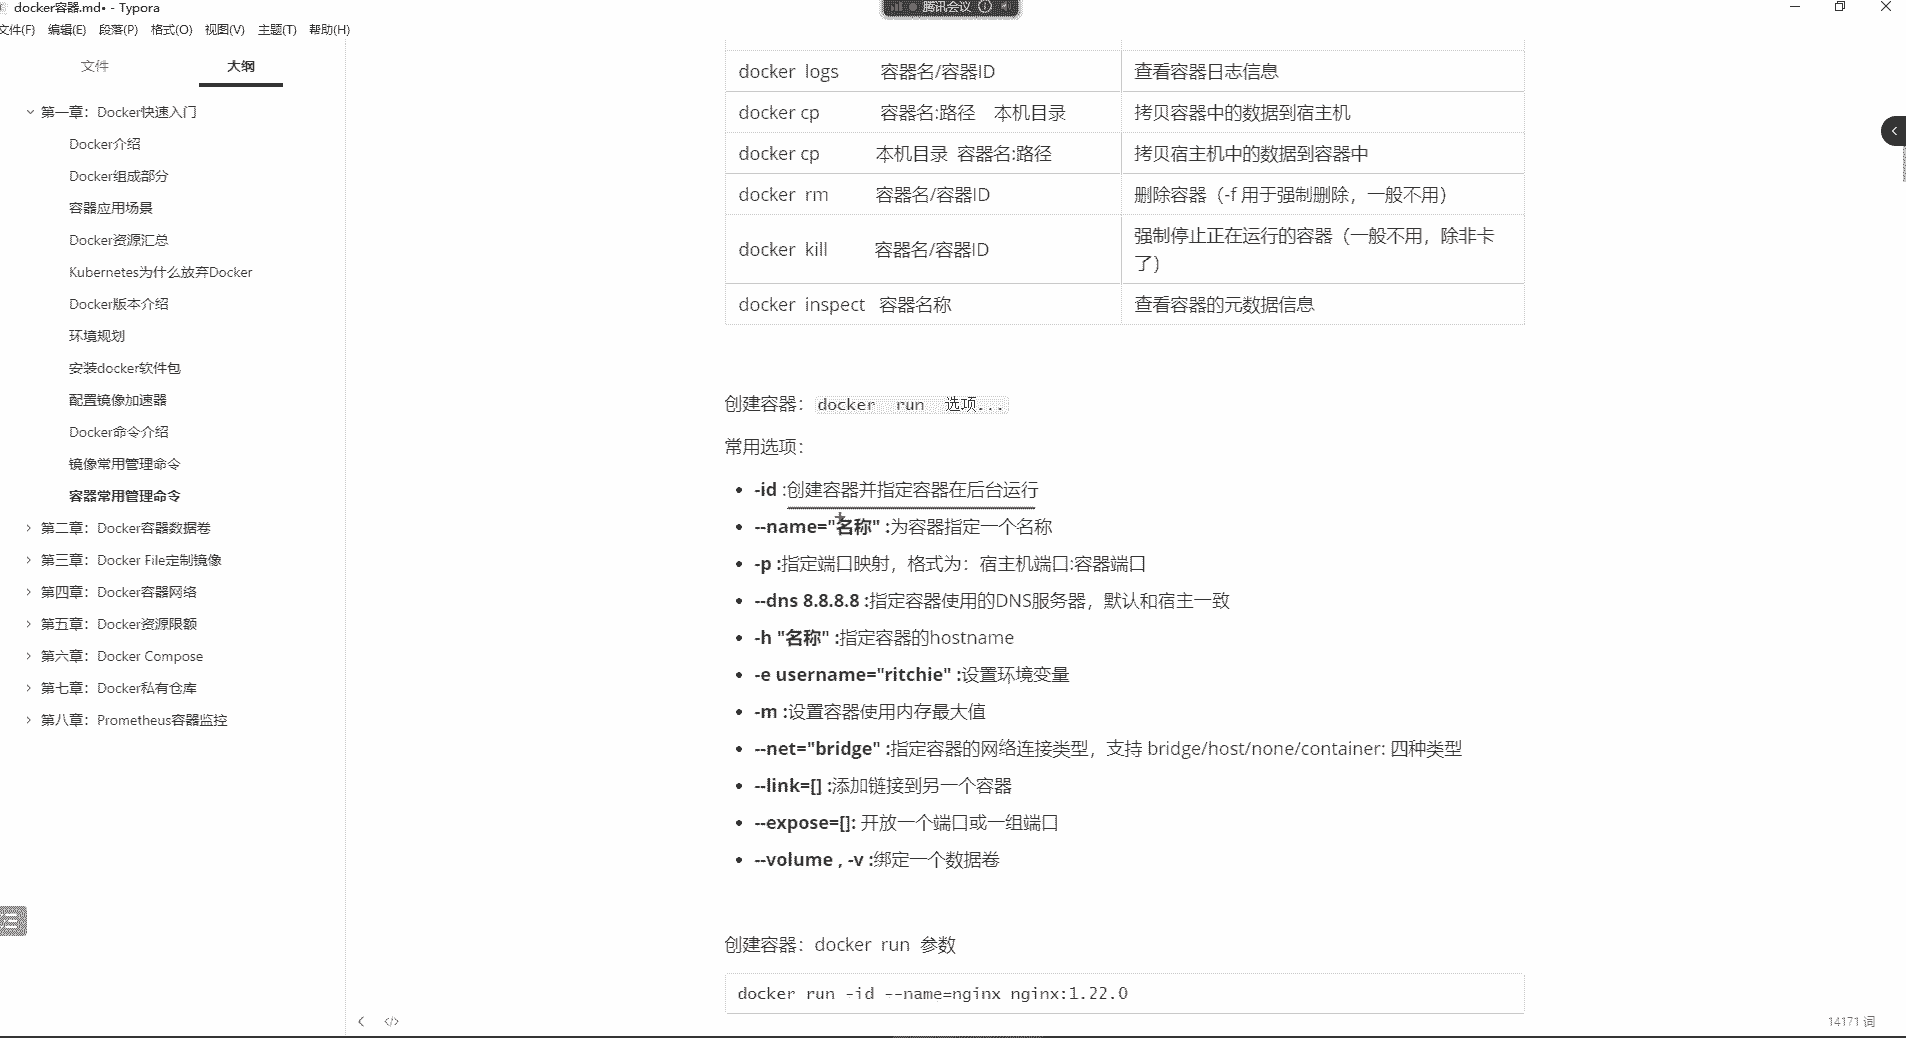 docker容器.md• - Typora
腾讯会议
文件(F) 编辑(E) 段落(P) 格式(O) 视图(V) 主题(T) 帮助(H)
文件 大纲
第一章：Docker快速入门
Docker介绍
Docker组成部分
容器应用场景
Docker资源汇总
Kubernetes为什么放弃Docker
Docker版本介绍
环境规划
安装docker软件包
配置镜像加速器
Docker命令介绍
镜像常用管理命令
容器常用管理命令
第二章：Docker容器数据卷
第三章：Docker File定制镜像
第四章：Docker容器网络
第五章：Docker资源限额
第六章：Docker Compose
第七章：Docker私有仓库
第八章：Prometheus容器监控
docker logs 容器名/容器ID 查看容器日志信息
docker cp 容器名:路径 本机目录 拷贝容器中的数据到宿主机
docker cp 本机目录 容器名:路径 拷贝宿主机中的数据到容器中
docker rm 容器名/容器ID 删除容器（-f 用于强制删除，一般不用）
docker kill 容器名/容器ID 强制停止正在运行的容器（一般不用，除非卡
了）
docker inspect 容器名称 查看容器的元数据信息
创建容器：docker run 选项...
常用选项：
• -id :创建容器并指定容器在后台运行
• --name="名称" :为容器指定一个名称
• -p :指定端口映射，格式为：宿主机端口:容器端口
• --dns 8.8.8.8 :指定容器使用的DNS服务器，默认和宿主一致
• -h "名称" :指定容器的hostname
• -e username="ritchie" :设置环境变量
• -m :设置容器使用内存最大值
• --net="bridge" :指定容器的网络连接类型，支持 bridge/host/none/container: 四种类型
• --link=[] :添加链接到另一个容器
• --expose=[]: 开放一个端口或一组端口
• --volume , -v :绑定一个数据卷
创建容器：docker run 参数
docker run -id --name=nginx nginx:1.22.0
14171 词